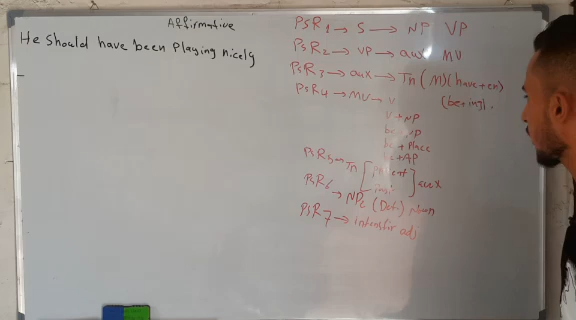 Affirmative
He Should have been Playing nicely
PSR1 → S → NP VP
PSR2 → VP → aux MV
PSR3 → aux → Tn (M)(have+en)
(be+ing).
PSR4 → MV → V
V+NP
be+NP
be+Place
be+AP
PSR5 → Tn [present
] aux
PSR6
→ NP (Det) noun
PSR7 → intensfir adj